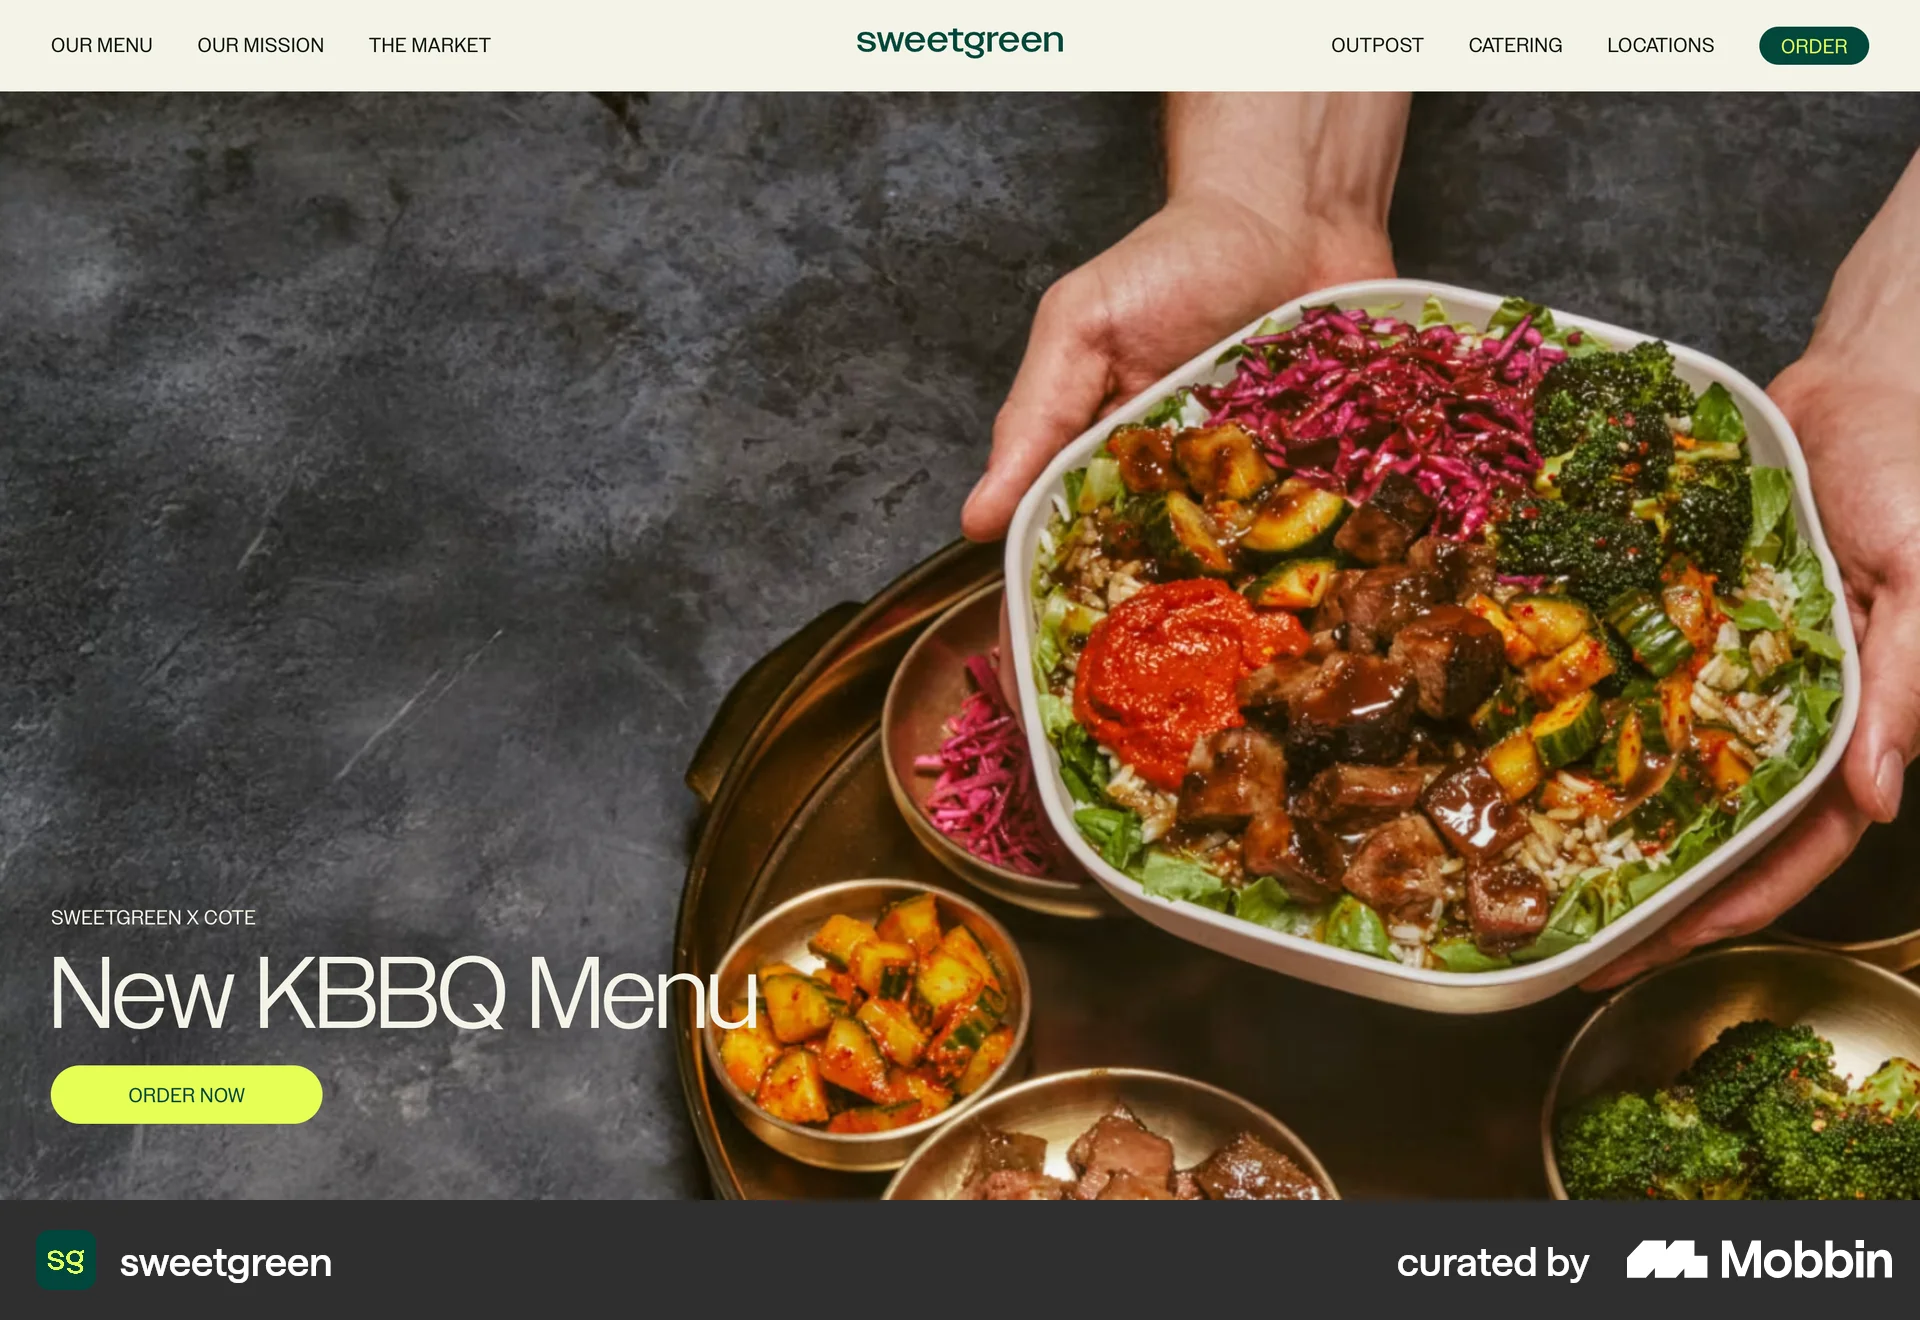 OUR MENU
OUR MISSION
THE MARKET
sweetgreen
OUTPOST
CATERING
LOCATIONS
ORDER
SWEETGREEN X COTE
New KBBQ Menu
ORDER NOW
sg
sweetgreen
curated by
Mobbin